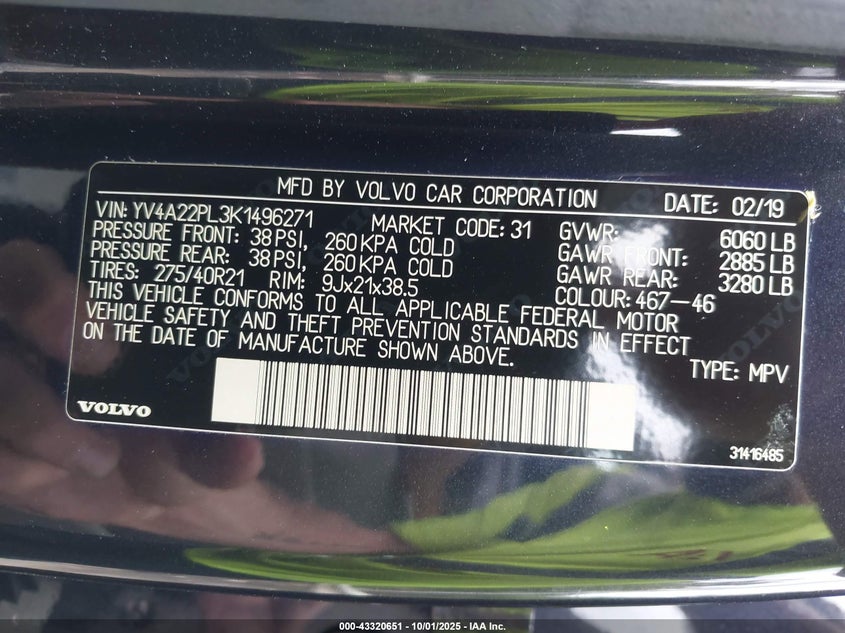 MFD BY VOLVO CAR CORPORATION DATE: 02/19
VIN: YV4A22PL3K1496271 MARKET CODE: 31 GVWR: 6060 LB
PRESSURE FRONT: 38 PSI, 260 KPA COLD GAWR FRONT: 2885 LB
PRESSURE REAR: 38 PSI, 260 KPA COLD GAWR REAR: 3280 LB
TIRES: 275/40R21 RIM: 9Jx21x38.5 COLOUR: 467-46
THIS VEHICLE CONFORMS TO ALL APPLICABLE FEDERAL MOTOR
VEHICLE SAFETY AND THEFT PREVENTION STANDARDS IN EFFECT
ON THE DATE OF MANUFACTURE SHOWN ABOVE.
TYPE: MPV
VOLVO
31416485
000-43320651 - 10/01/2025 - IAA Inc.